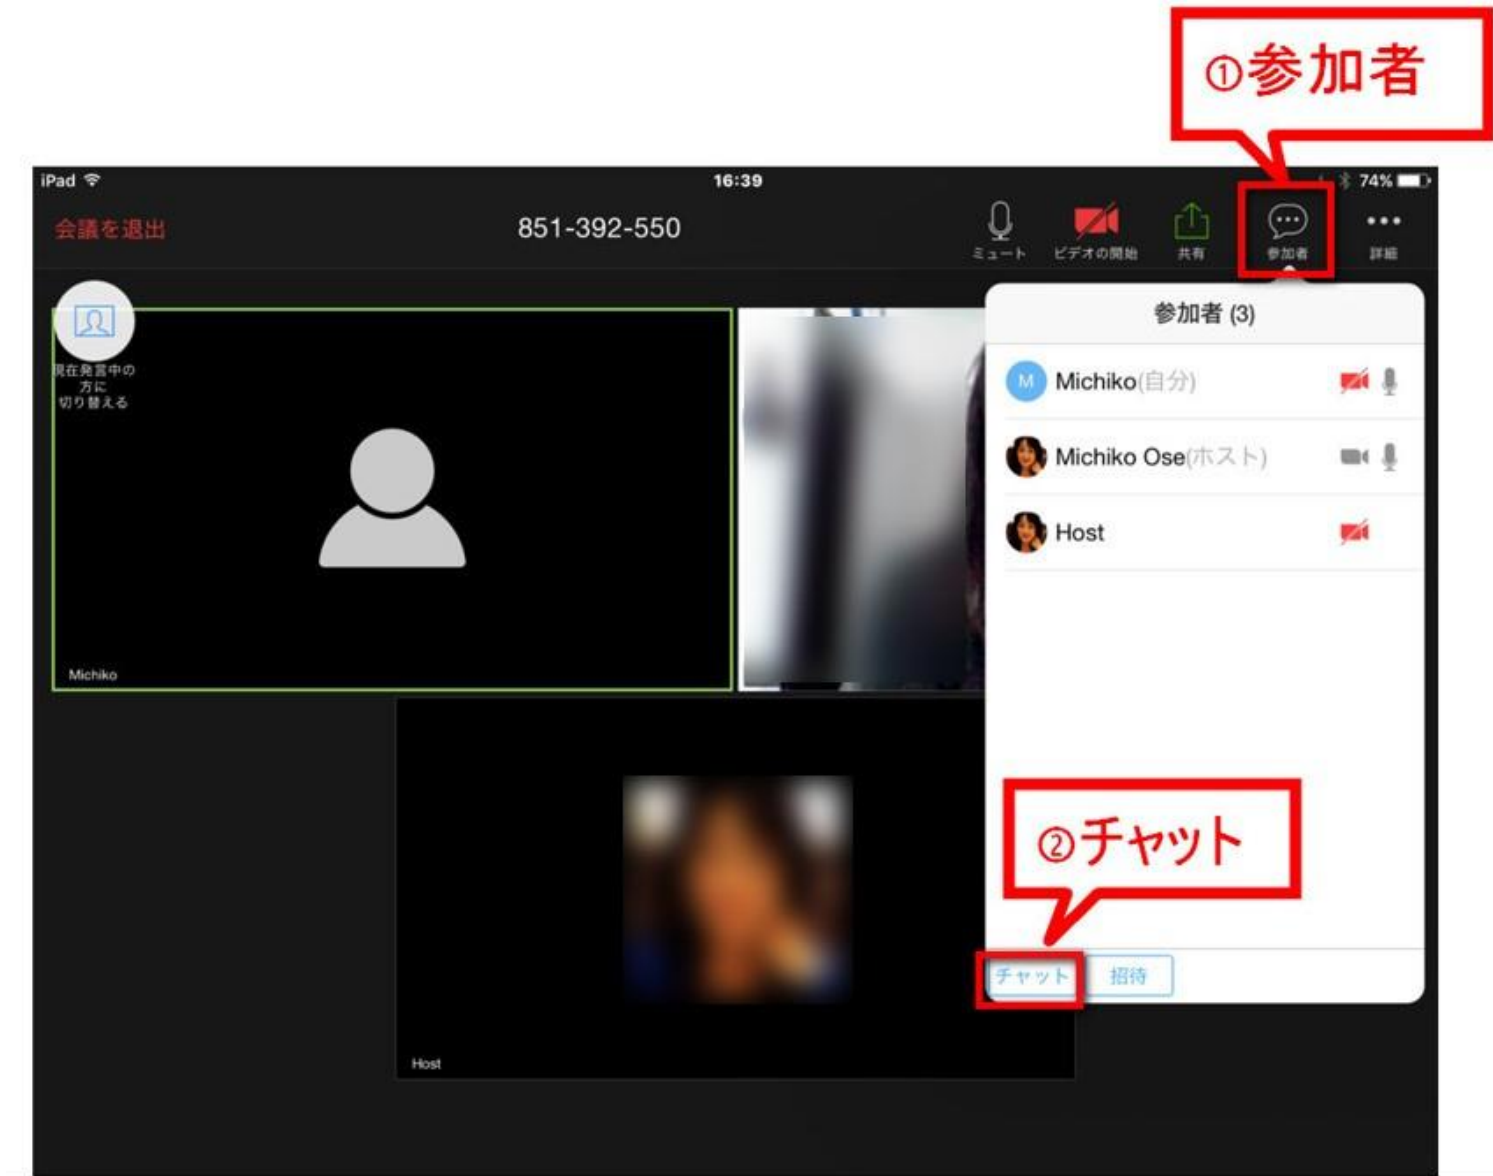 ①参加者
iPad
16:39
74%
会議を退出
851-392-550
ミュート
ビデオの開始
共有
参加者
詳細
現在発言中の
方に
切り替える
参加者 (3)
M
Michiko(自分)
Michiko Ose(ホスト)
Host
Michiko
②チャット
チャット
招待
Host